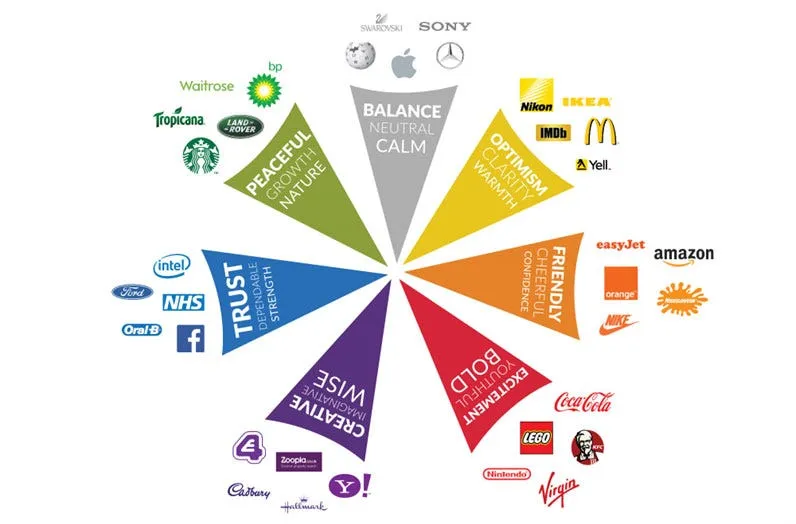 SWAROVSKI
SONY
BALANCE
NEUTRAL
CALM
Nikon
IKEA
IMDb
M
Yell.
OPTIMISM
CLARITY
WARMTH
easyJet
amazon
orange
NICKELODEON
NIKE
FRIENDLY
CHEERFUL
CONFIDENCE
EXCITEMENT
YOUTHFUL
BOLD
Coca-Cola
LEGO
KFC
Nintendo
Virgin
CREATIVE
IMAGINATIVE
WISE
4
Zoopla.co.uk
Cadbury
Hallmark
Y!
TRUST
DEPENDABLE
STRENGTH
intel
Ford
NHS
Oral-B
f
PEACEFUL
GROWTH
NATURE
bp
Waitrose
Tropicana
LAND-
ROVER